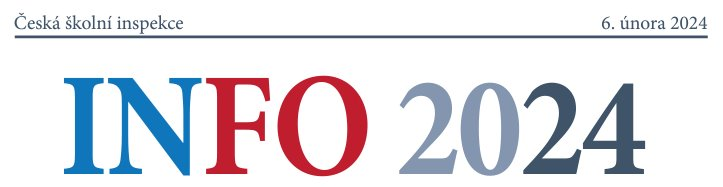 Česká školní inspekce 6. února 2024
INFO 2024